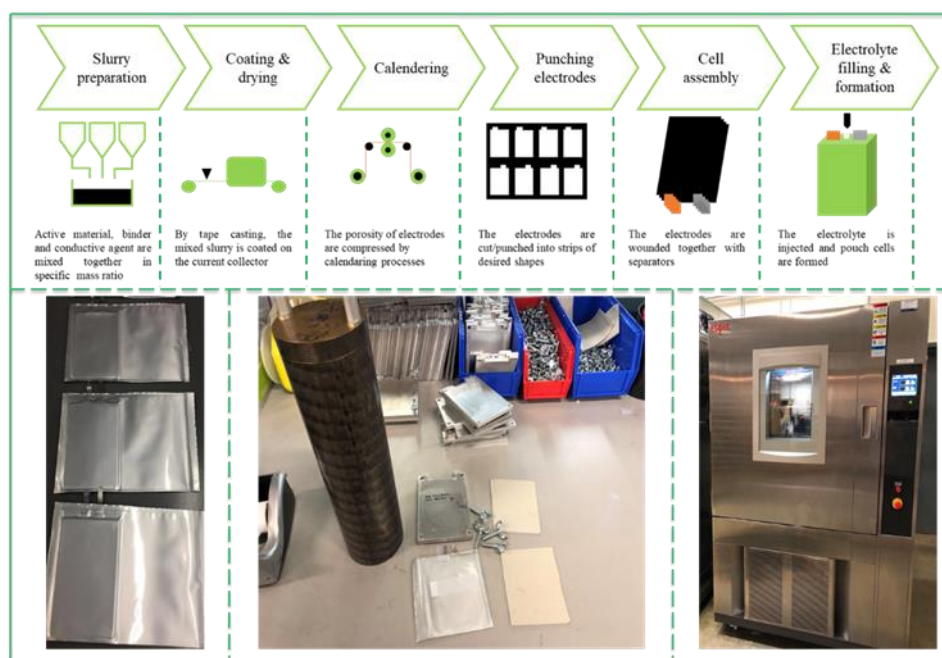 Slurry
preparation
Coating &
drying
Calendering
Punching
electrodes
Cell
assembly
Electrolyte
filling &
formation
Active material, binder
and conductive agent are
mixed together in
specific mass ratio
By tape casting, the
mixed slurry is coated on
the current collector
The porosity of electrodes
are compressed by
calendaring processes
The electrodes are
cut/punched into strips of
desired shapes
The electrodes are
wounded together with
separators
The electrolyte is
injected and pouch cells
are formed